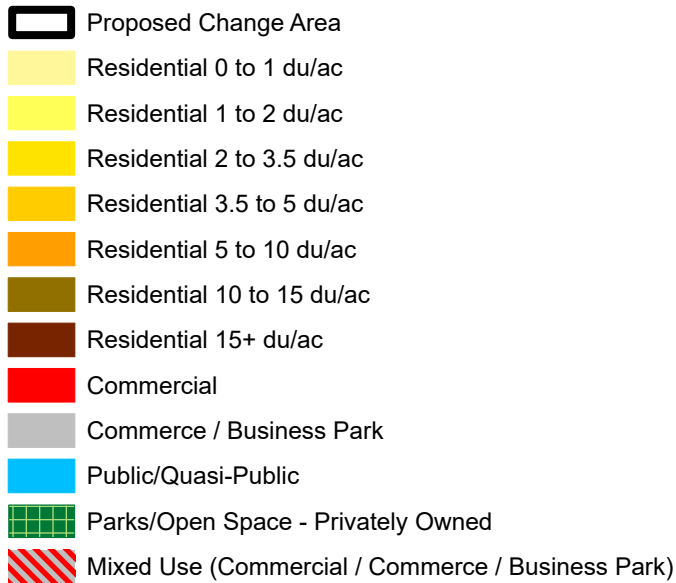 Proposed Change Area
Residential 0 to 1 du/ac
Residential 1 to 2 du/ac
Residential 2 to 3.5 du/ac
Residential 3.5 to 5 du/ac
Residential 5 to 10 du/ac
Residential 10 to 15 du/ac
Residential 15+ du/ac
Commercial
Commerce / Business Park
Public/Quasi-Public
Parks/Open Space - Privately Owned
Mixed Use (Commercial / Commerce / Business Park)